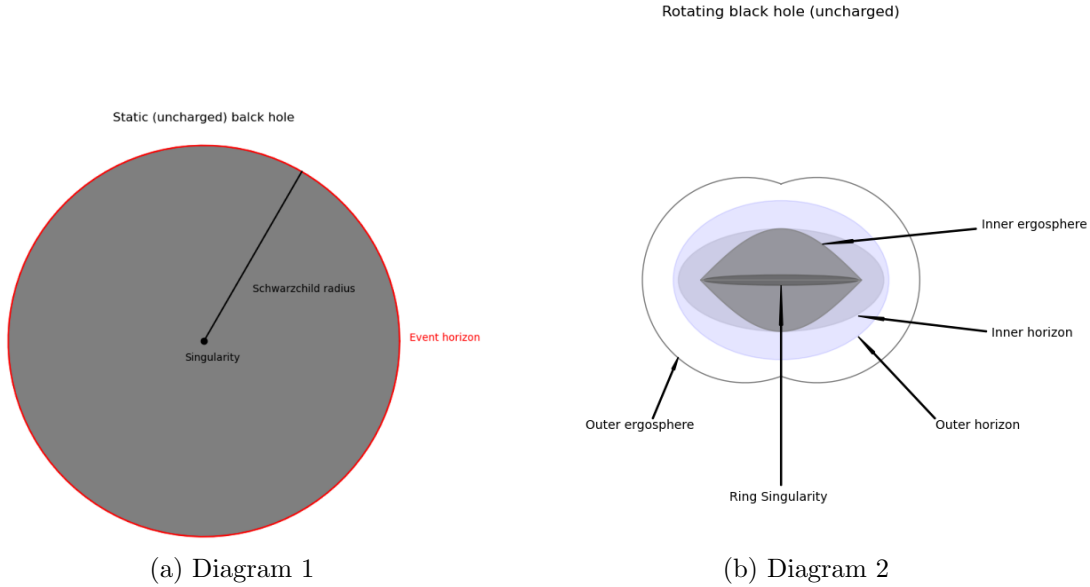 Rotating black hole (uncharged)
Static (uncharged) balck hole
Schwarzchild radius
Event horizon
Singularity
Inner ergosphere
Inner horizon
Outer ergosphere
Outer horizon
Ring Singularity
(a) Diagram 1
(b) Diagram 2